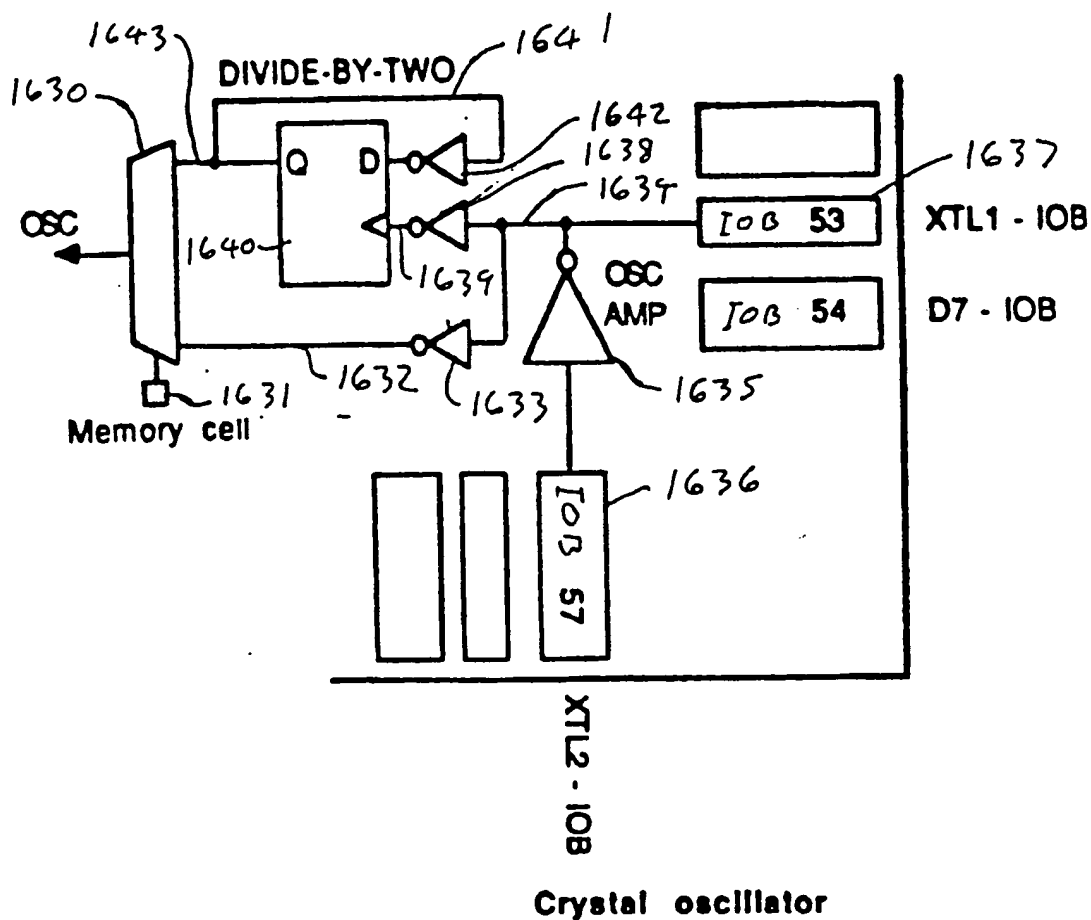 1643
1641
1630
DIVIDE-BY-TWO
1642
1638
1637
Q
D
1634
IOB 53
XTL1 - IOB
OSC
1640
1639
OSC
AMP
IOB 54
D7 - IOB
1632
1633
1635
1631
Memory cell
1636
IOB 57
XTL2 - IOB
Crystal oscillator